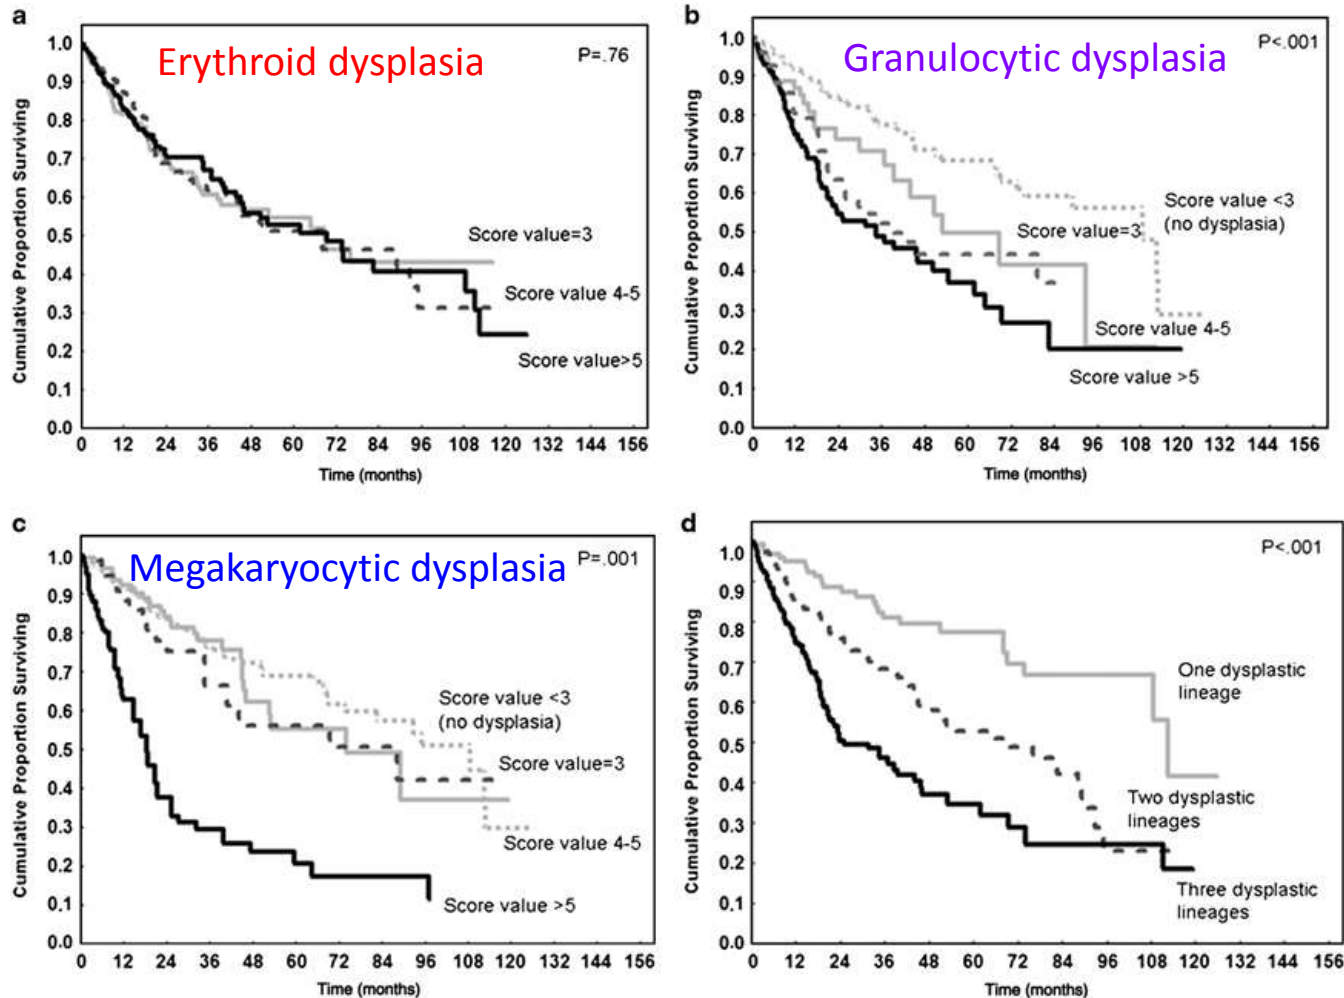 a
Erythroid dysplasia
P=.76
Cumulative Proportion Surviving
1.0
0.9
0.8
0.7
0.6
0.5
0.4
0.3
0.2
0.1
0.0
Score value=3
Score value 4-5
Score value>5
0 12 24 36 48 60 72 84 96 108 120 132 144 156
Time (months)
b
Granulocytic dysplasia
P<.001
Cumulative Proportion Surviving
1.0
0.9
0.8
0.7
0.6
0.5
0.4
0.3
0.2
0.1
0.0
Score value <3
(no dysplasia)
Score value=3
Score value 4-5
Score value >5
0 12 24 36 48 60 72 84 96 108 120 132 144 156
Time (months)
c
Megakaryocytic dysplasia
P=.001
Cumulative Proportion Surviving
1.0
0.9
0.8
0.7
0.6
0.5
0.4
0.3
0.2
0.1
0.0
Score value <3
(no dysplasia)
Score value=3
Score value 4-5
Score value >5
0 12 24 36 48 60 72 84 96 108 120 132 144 156
Time (months)
d
P<.001
Cumulative Proportion Surviving
1.0
0.9
0.8
0.7
0.6
0.5
0.4
0.3
0.2
0.1
0.0
One dysplastic
lineage
Two dysplastic
lineages
Three dysplastic
lineages
0 12 24 36 48 60 72 84 96 108 120 132 144 156
Time (months)